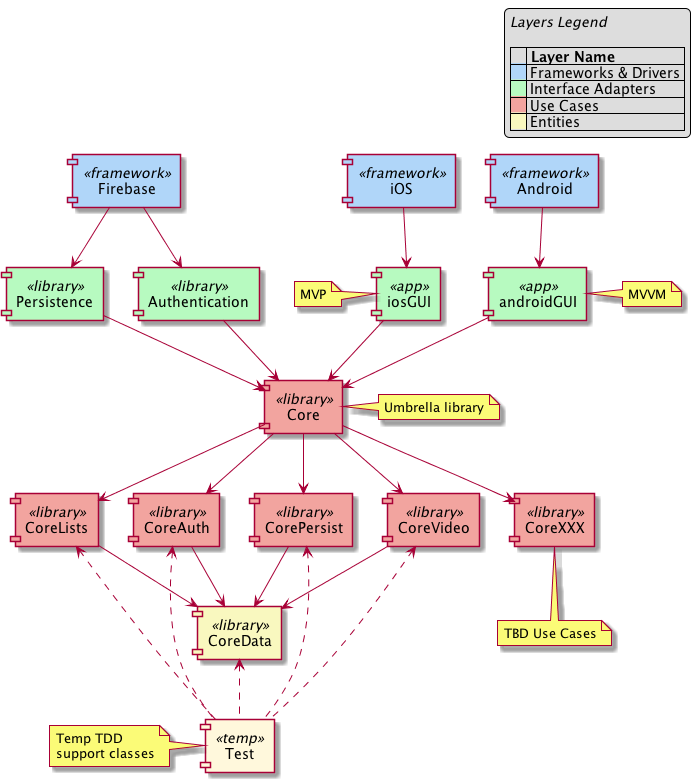 Layers Legend
Layer Name
Frameworks & Drivers
Interface Adapters
Use Cases
Entities
«framework»
Firebase
«framework»
iOS
«framework»
Android
«library»
Persistence
«library»
Authentication
MVP
«app»
iosGUI
«app»
androidGUI
MVVM
«library»
Core
Umbrella library
«library»
CoreLists
«library»
CoreAuth
«library»
CorePersist
«library»
CoreVideo
«library»
CoreXXX
«library»
CoreData
TBD Use Cases
Temp TDD
support classes
«temp»
Test